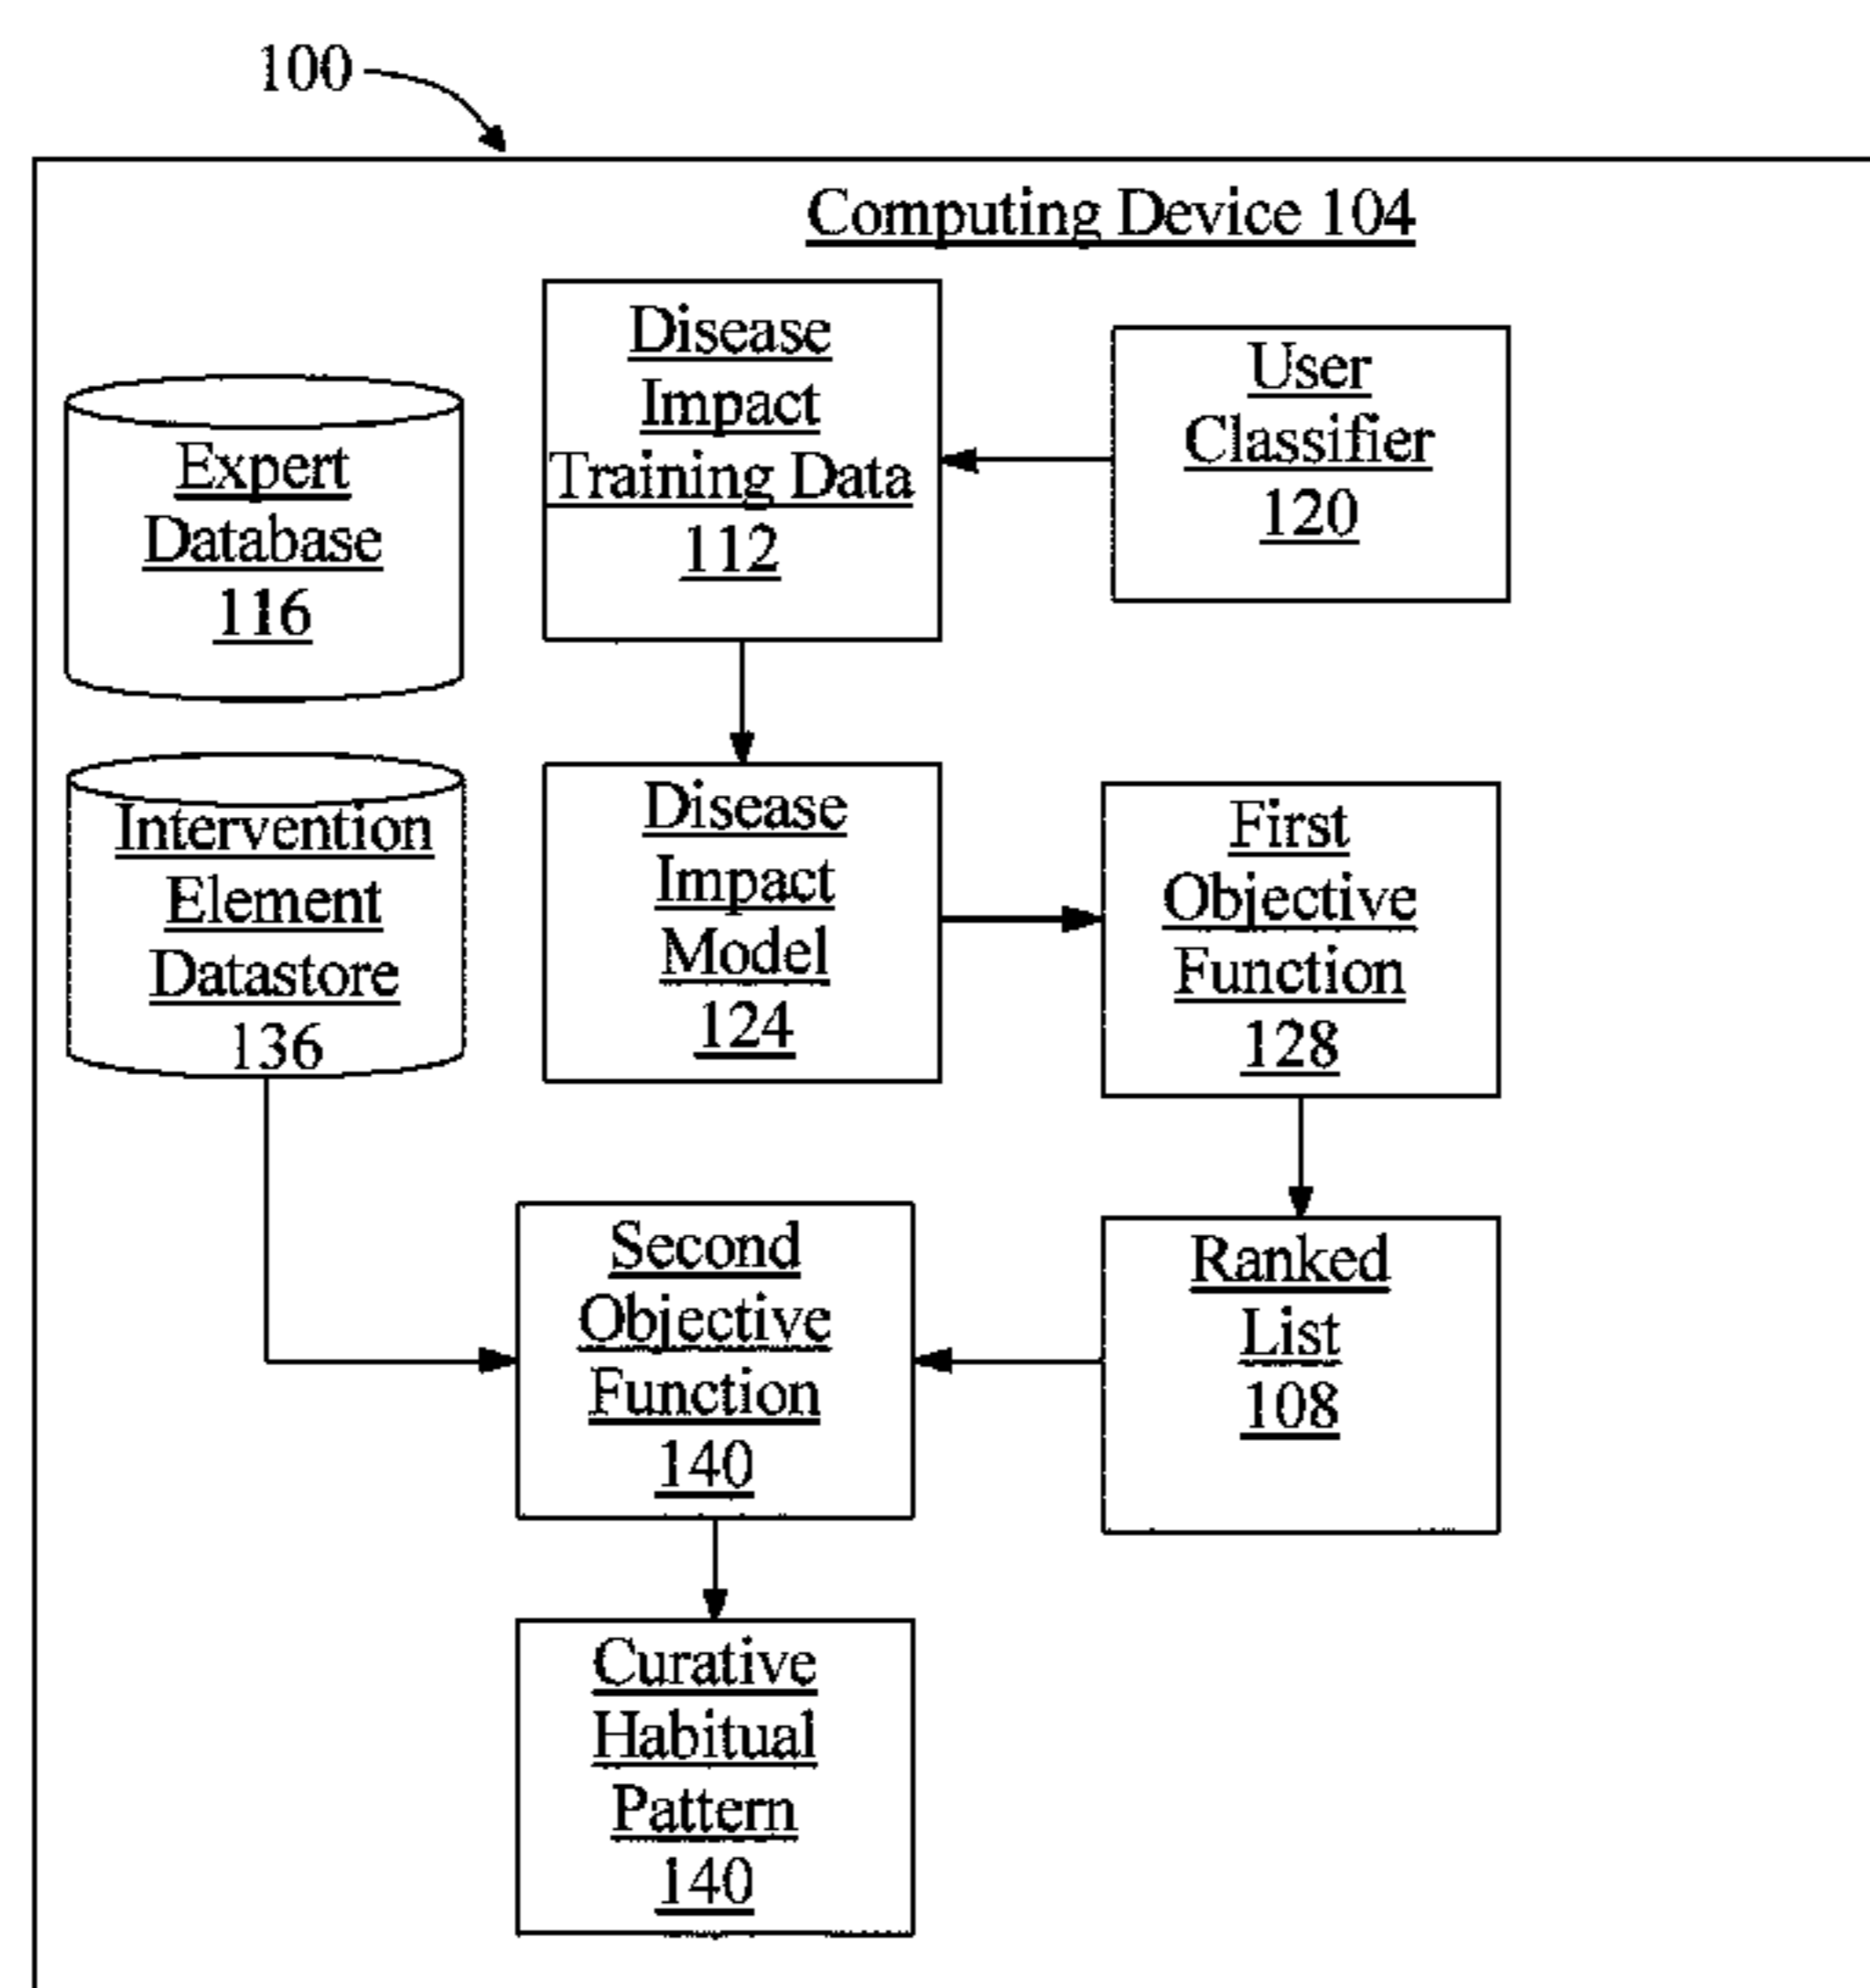 100
Computing Device 104
Disease
Impact
Training Data
112
User
Classifier
120
Expert
Database
116
Intervention
Element
Datastore
136
Disease
Impact
Model
124
First
Objective
Function
128
Second
Objective
Function
140
Ranked
List
108
Curative
Habitual
Pattern
140